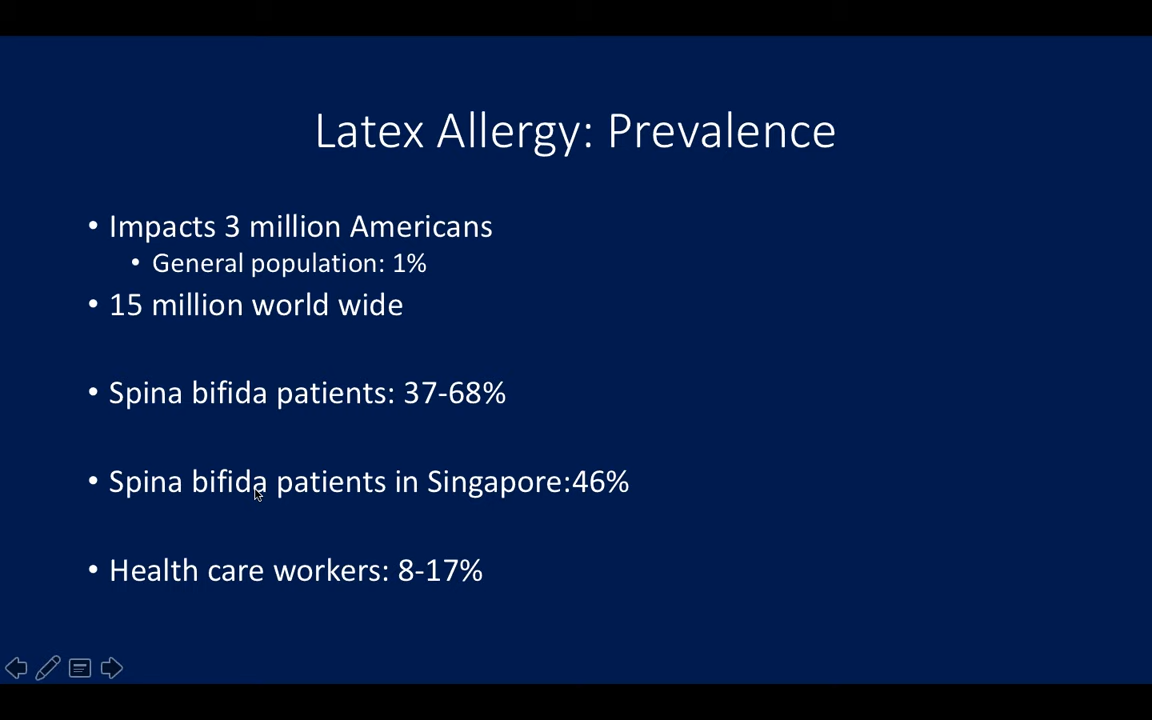 Latex Allergy: Prevalence
• Impacts 3 million Americans
• General population: 1%
• 15 million world wide
• Spina bifida patients: 37-68%
• Spina bifida patients in Singapore:46%
• Health care workers: 8-17%